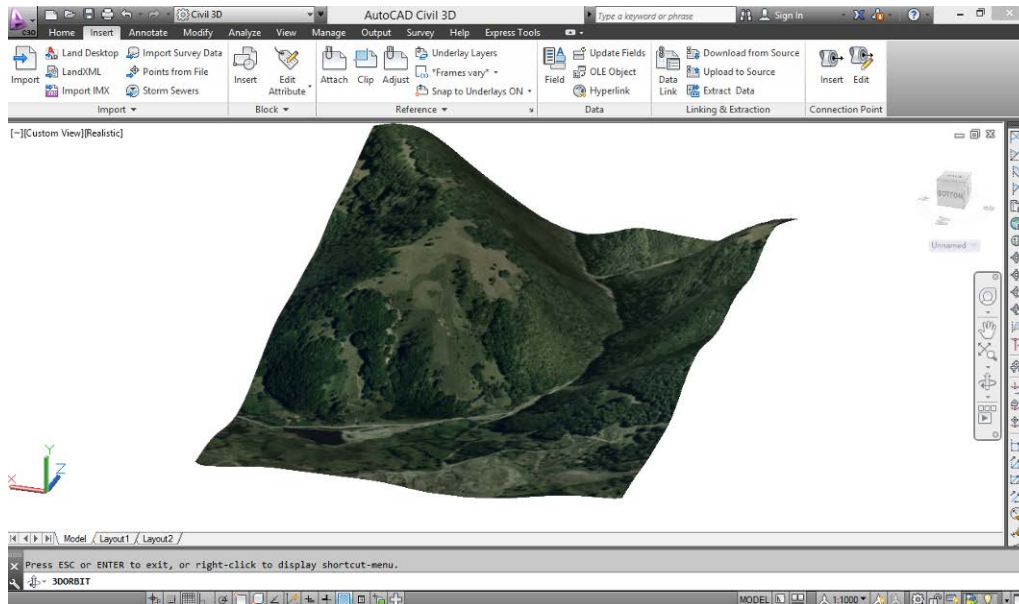 Civil 3D
AutoCAD Civil 3D
Type a keyword or phrase
Sign In
C3D
Home Insert Annotate Modify Analyze View Manage Output Survey Help Express Tools
Import
Land Desktop
LandXML
Import IMX
Import Survey Data
Points from File
Storm Sewers
Import
Insert
Edit
Attribute
Block
Attach
Clip
Adjust
Underlay Layers
*Frames vary*
Snap to Underlays ON
Reference
Field
Update Fields
OLE Object
Hyperlink
Data
Data
Link
Download from Source
Upload to Source
Extract Data
Linking & Extraction
Insert
Edit
Connection Point
[−][Custom View][Realistic]
BOTTOM
Unnamed
Y
Z
X
Model Layout1 Layout2
Press ESC or ENTER to exit, or right-click to display shortcut-menu.
3DORBIT
MODEL
1:1000